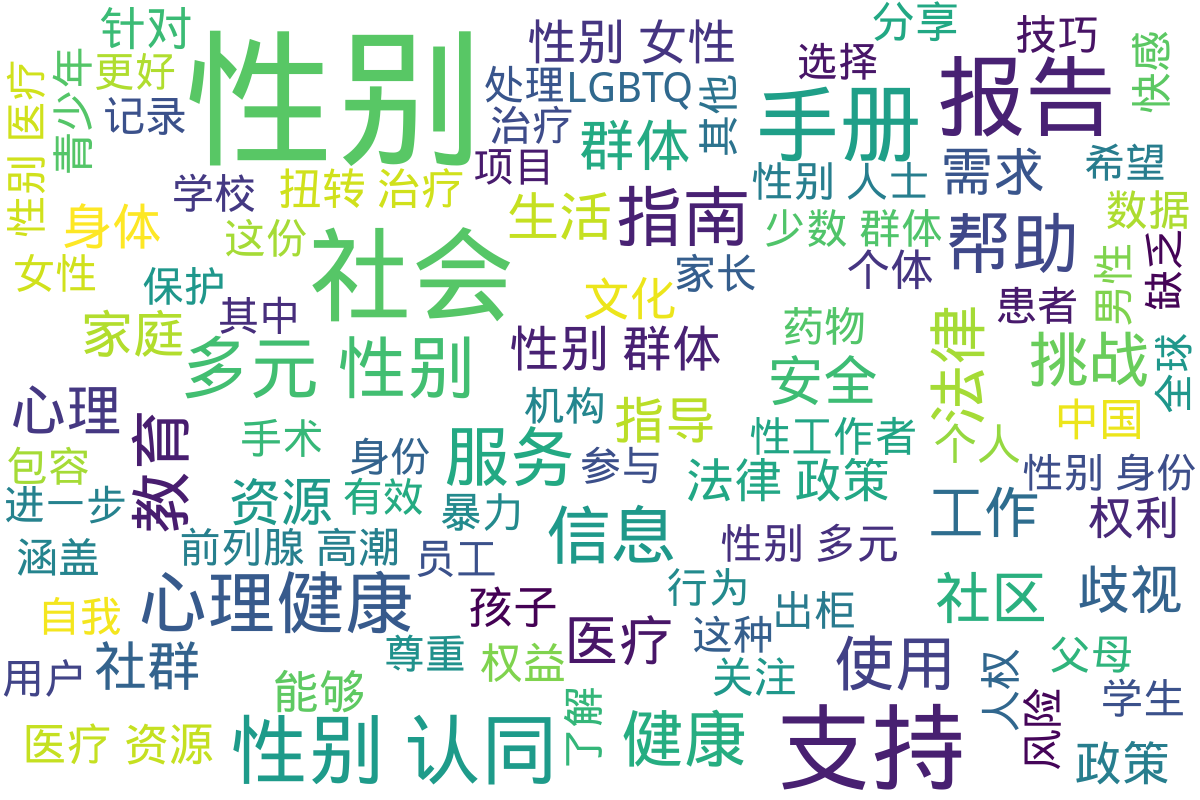 针对
性别
性别 女性
分享
技巧
更好
选择
快感
性别 医疗
青少年
记录
处理
LGBTQ
其他
手册
报告
治疗
群体
项目
需求
希望
学校
扭转 治疗
性别 人士
身体
生活
指南
数据
这份
社会
少数 群体
帮助
女性
保护
家长
个体
男性
缺乏
其中
文化
患者
家庭
药物
法律
多元 性别
性别 群体
挑战
全球
安全
心理
机构
指导
中国
教育
手术
身份
服务
性工作者
个人
包容
参与
法律 政策
性别 身份
进一步
资源
有效
暴力
工作
权利
信息
涵盖
前列腺 高潮
员工
性别 多元
心理健康
自我
孩子
行为
出柜
社区
歧视
医疗
这种
用户
社群
尊重
权益
关注
使用
人权
父母
能够
了解
学生
医疗 资源
性别 认同
健康
支持
风险
政策